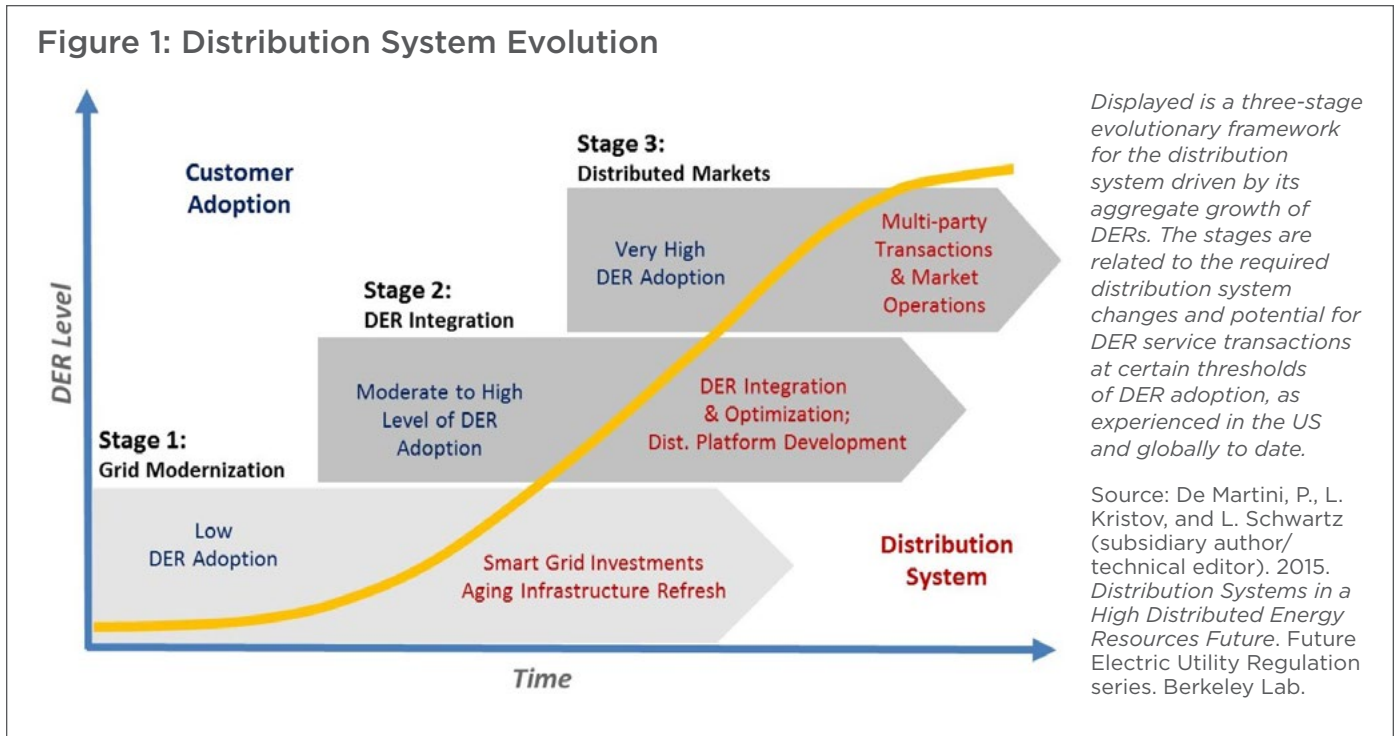 Figure 1: Distribution System Evolution
DER Level
Customer
Adoption
Stage 1:
Grid Modernization
Low
DER Adoption
Smart Grid Investments
Aging Infrastructure Refresh
Stage 2:
DER Integration
Moderate to High
Level of DER
Adoption
DER Integration
& Optimization;
Dist. Platform Development
Stage 3:
Distributed Markets
Very High
DER Adoption
Multi-party
Transactions
& Market
Operations
Distribution
System
Time
Displayed is a three-stage
evolutionary framework
for the distribution
system driven by its
aggregate growth of
DERs. The stages are
related to the required
distribution system
changes and potential for
DER service transactions
at certain thresholds
of DER adoption, as
experienced in the US
and globally to date.
Source: De Martini, P., L.
Kristov, and L. Schwartz
(subsidiary author/
technical editor). 2015.
Distribution Systems in a
High Distributed Energy
Resources Future. Future
Electric Utility Regulation
series. Berkeley Lab.